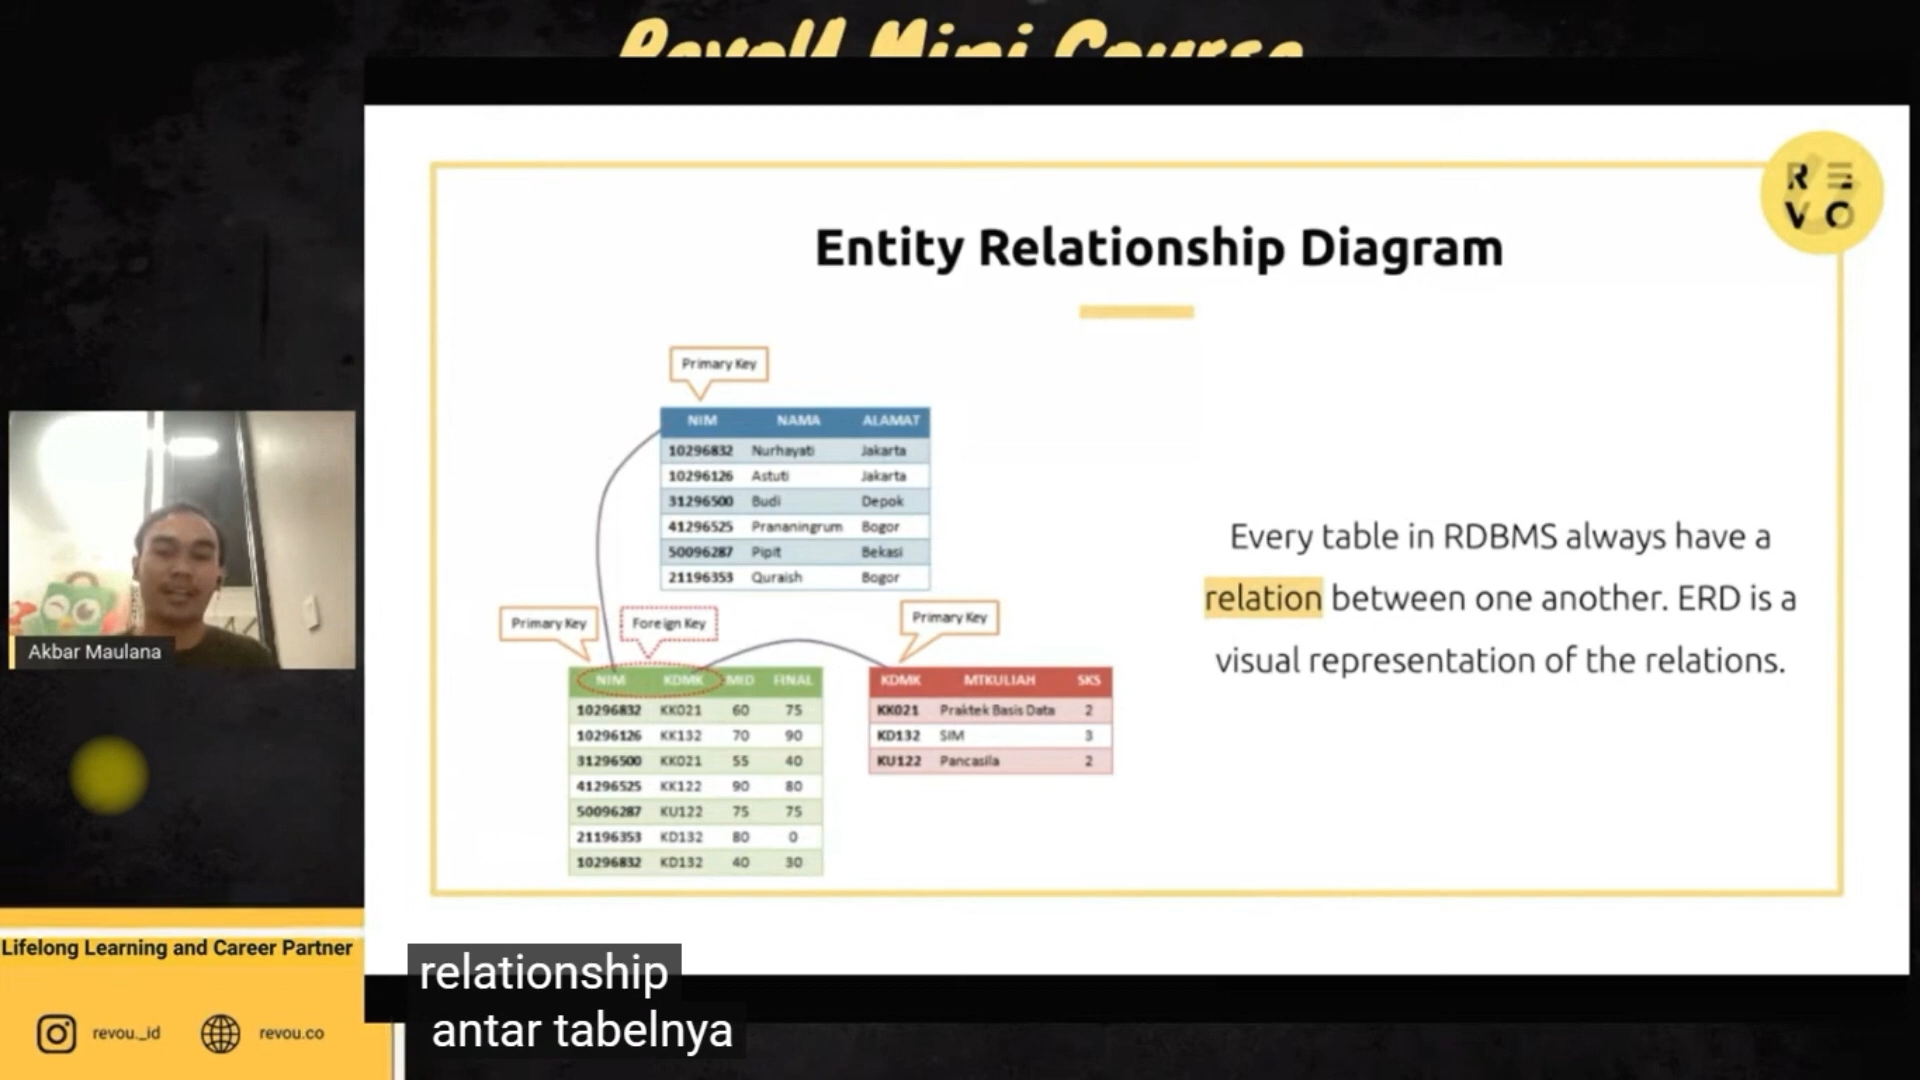 RevoU Mini Course
R E
V O
Entity Relationship Diagram
Primary Key
NIM NAMA ALAMAT
10296832 Nurhayati Jakarta
10296126 Astuti Jakarta
31296500 Budi Depok
41296525 Prananingrum Bogor
50096287 Pipit Bekasi
21196353 Quraish Bogor
Primary Key
Foreign Key
Primary Key
NIM KDMK MID FINAL
10296832 KK021 60 75
10296126 KK132 70 90
31296500 KK021 55 40
41296525 KK122 90 80
50096287 KU122 75 75
21196353 KD132 80 0
10296832 KD132 40 30
KDMK MTKULIAH SKS
KK021 Praktek Basis Data 2
KD132 SIM 3
KU122 Pancasila 2
Every table in RDBMS always have a
relation between one another. ERD is a
visual representation of the relations.
Akbar Maulana
Lifelong Learning and Career Partner
revou_id
revou.co
relationship
antar tabelnya